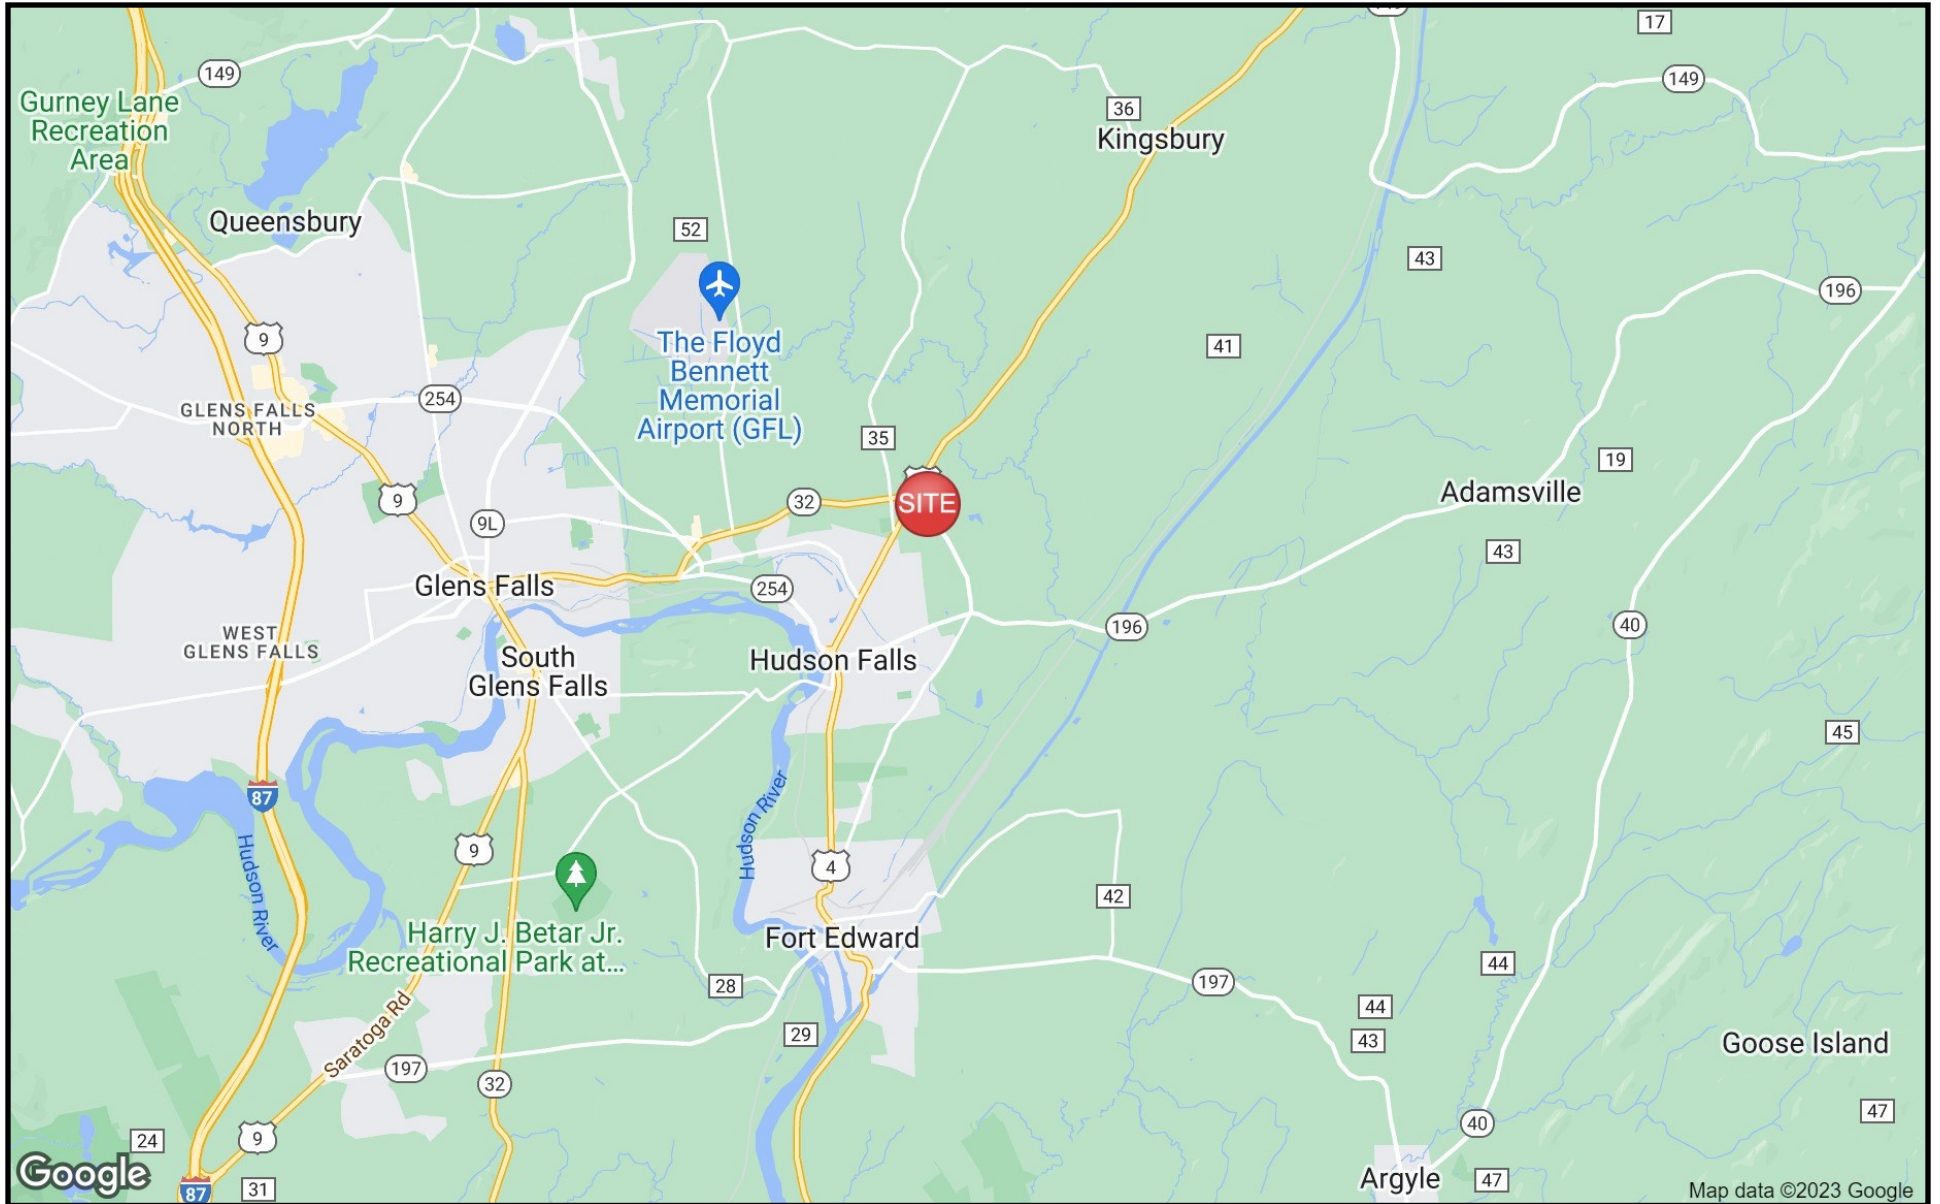 17
149
149
Gurney Lane
Recreation
Area
36
Kingsbury
Queensbury
52
43
196
9
The Floyd
Bennett
Memorial
Airport (GFL)
41
254
GLENS FALLS
NORTH
35
19
9
32
SITE
Adamsville
9L
43
Glens Falls
254
196
40
WEST
GLENS FALLS
South
Glens Falls
Hudson Falls
45
87
Hudson River
Hudson River
9
4
42
Harry J. Betar Jr.
Recreational Park at...
Fort Edward
28
197
44
44
43
29
Goose Island
Saratoga Rd
197
32
47
40
24
9
Google
87
31
Argyle
47
Map data ©2023 Google